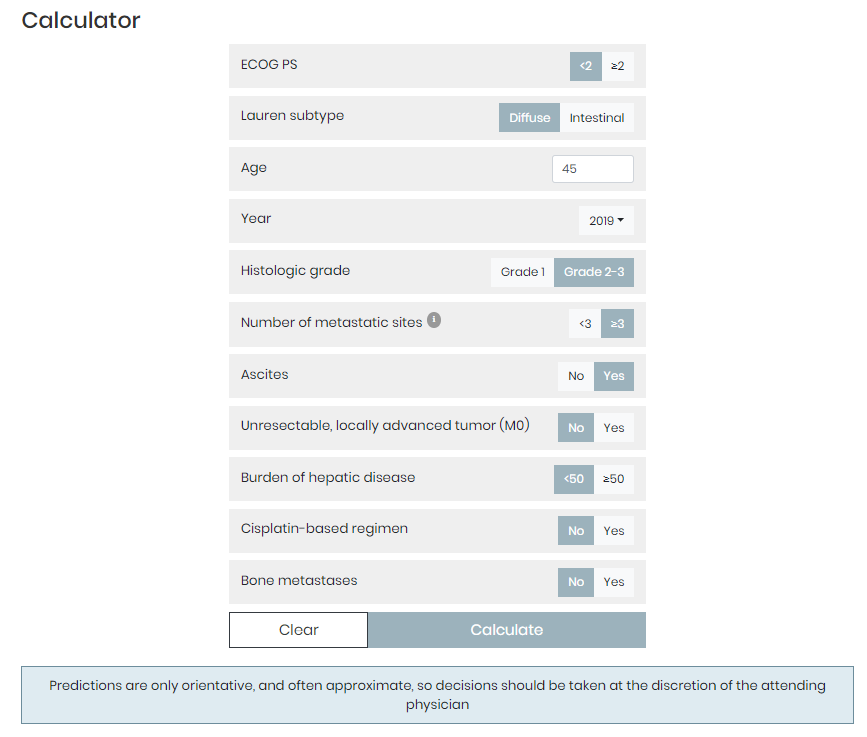 Calculator
ECOG PS <2 ≥2
Lauren subtype Diffuse Intestinal
Age 45
Year 2019
Histologic grade Grade 1 Grade 2-3
Number of metastatic sites i <3 ≥3
Ascites No Yes
Unresectable, locally advanced tumor (M0) No Yes
Burden of hepatic disease <50 ≥50
Cisplatin-based regimen No Yes
Bone metastases No Yes
Clear Calculate
Predictions are only orientative, and often approximate, so decisions should be taken at the discretion of the attending
physician